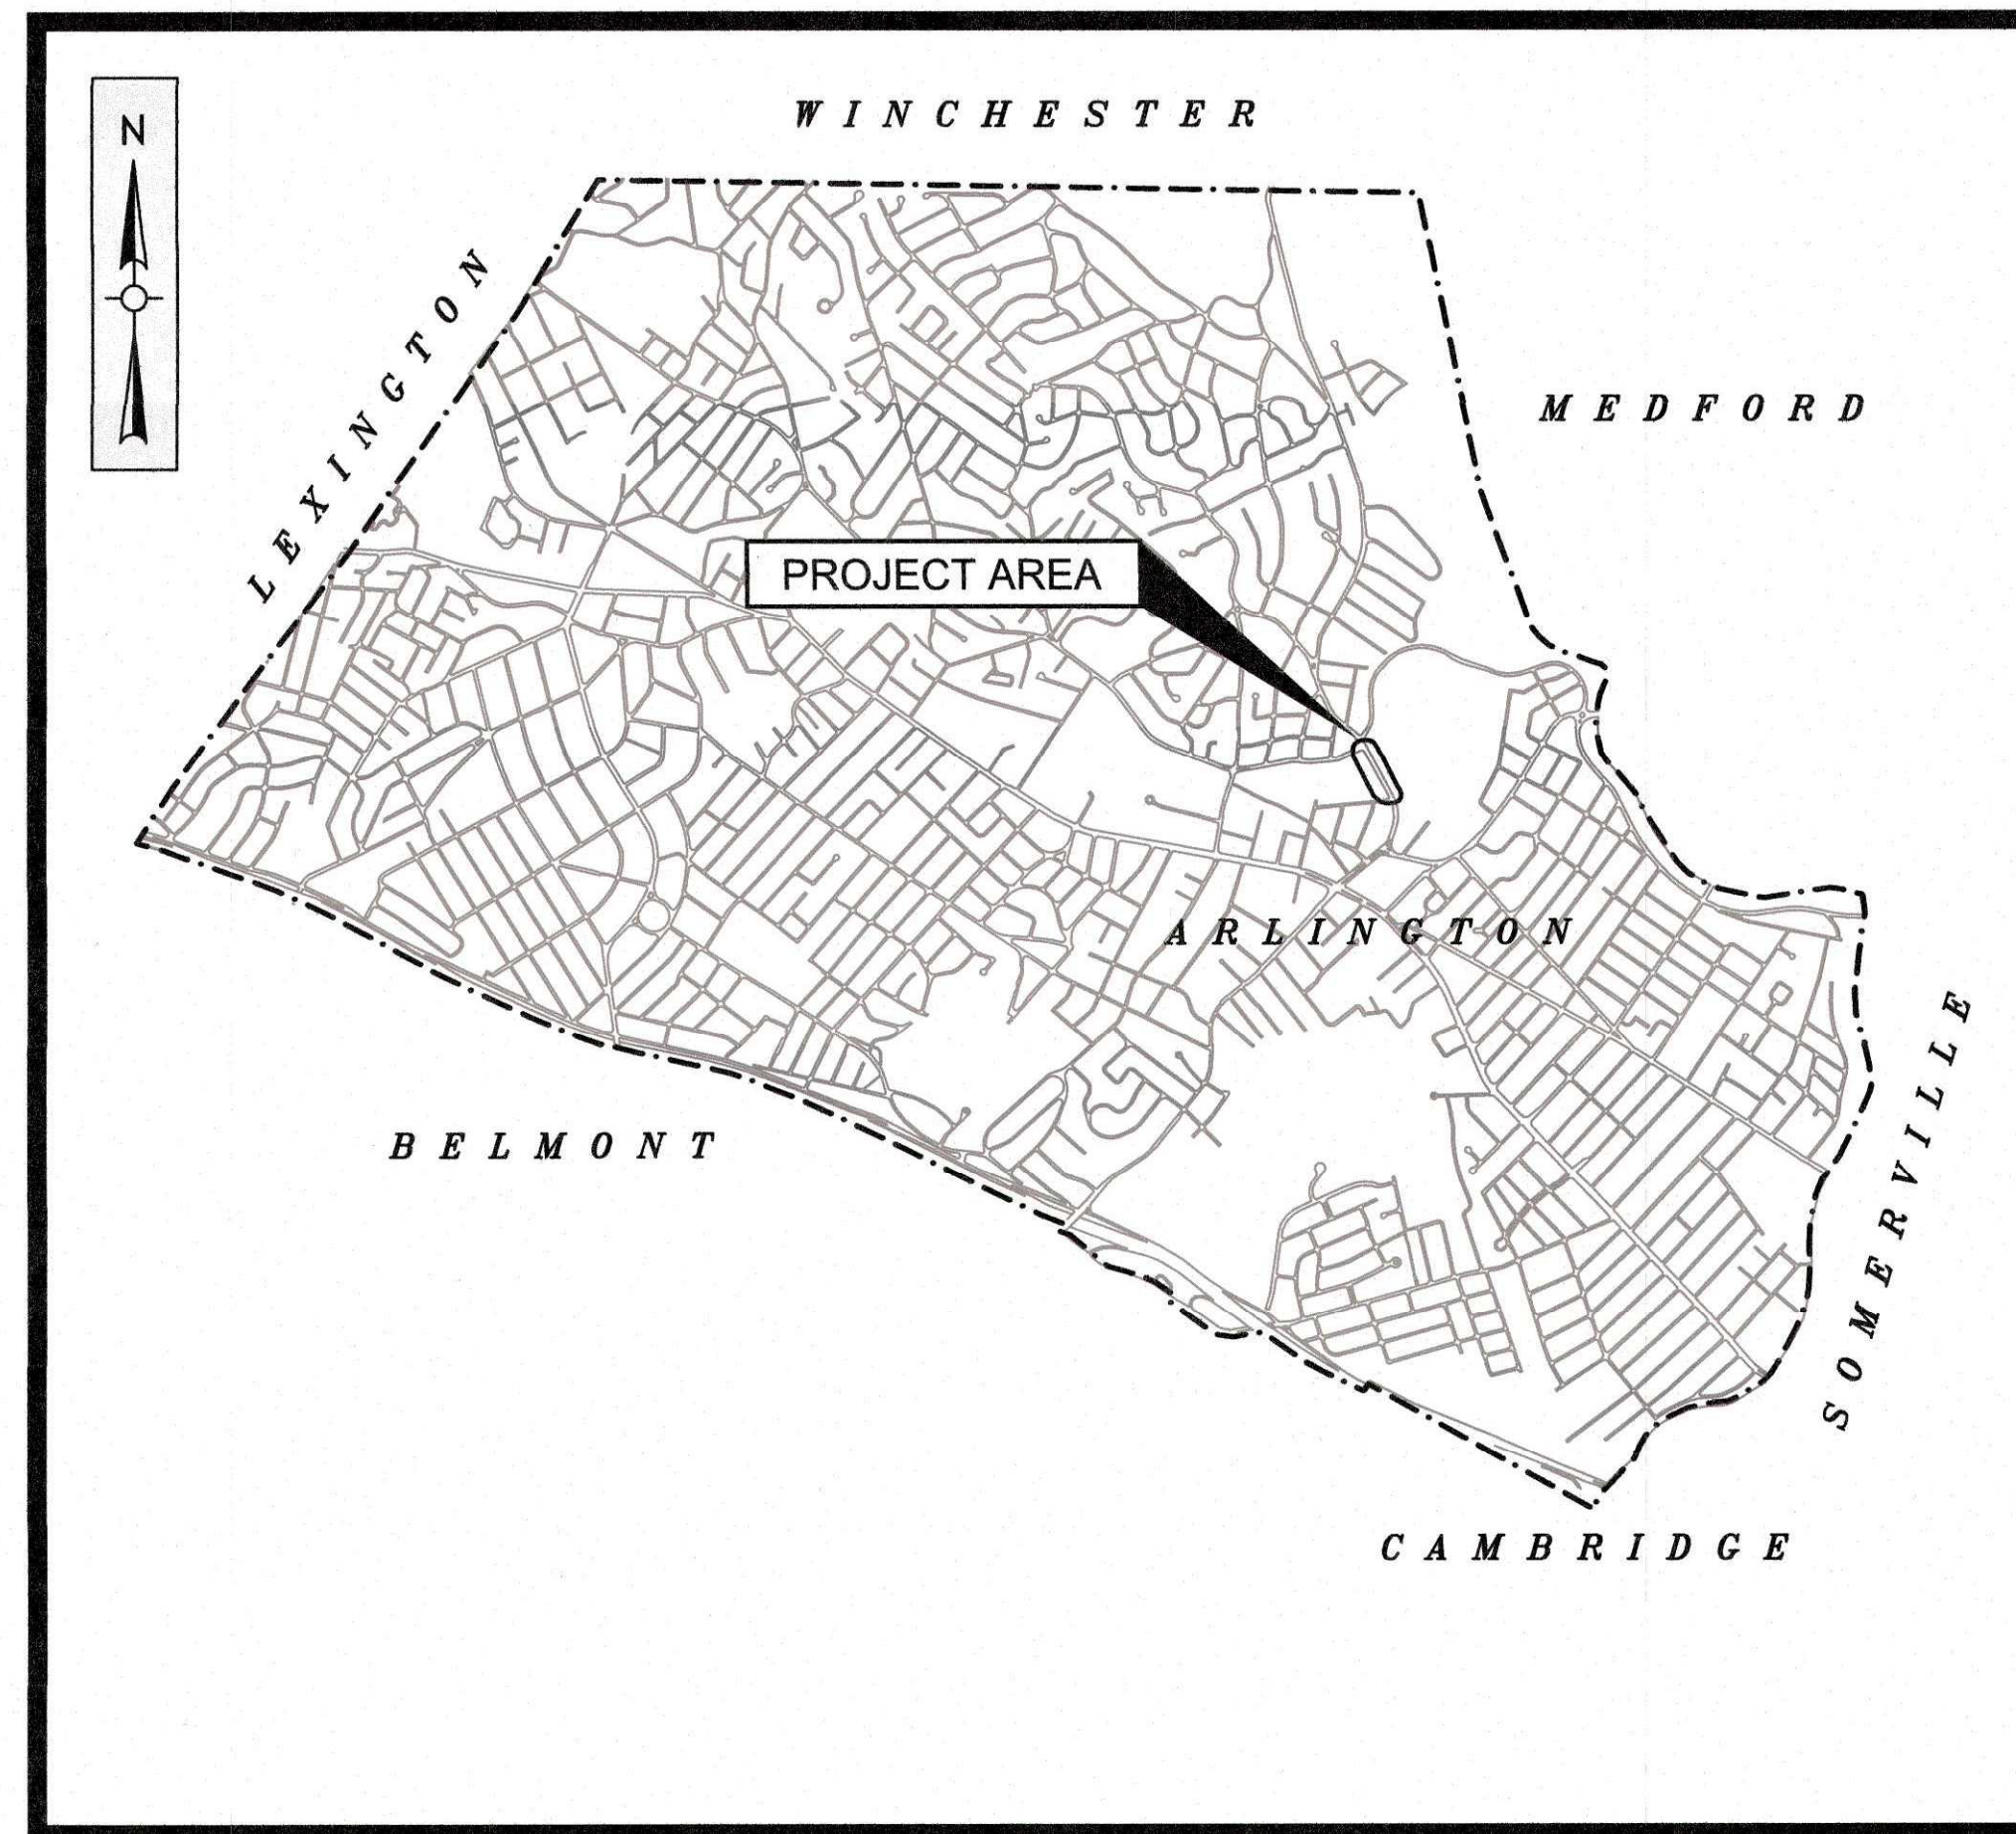 N
WINCHESTER
LEXINGTON
MEDFORD
PROJECT AREA
ARLINGTON
BELMONT
SOMERVILLE
CAMBRIDGE